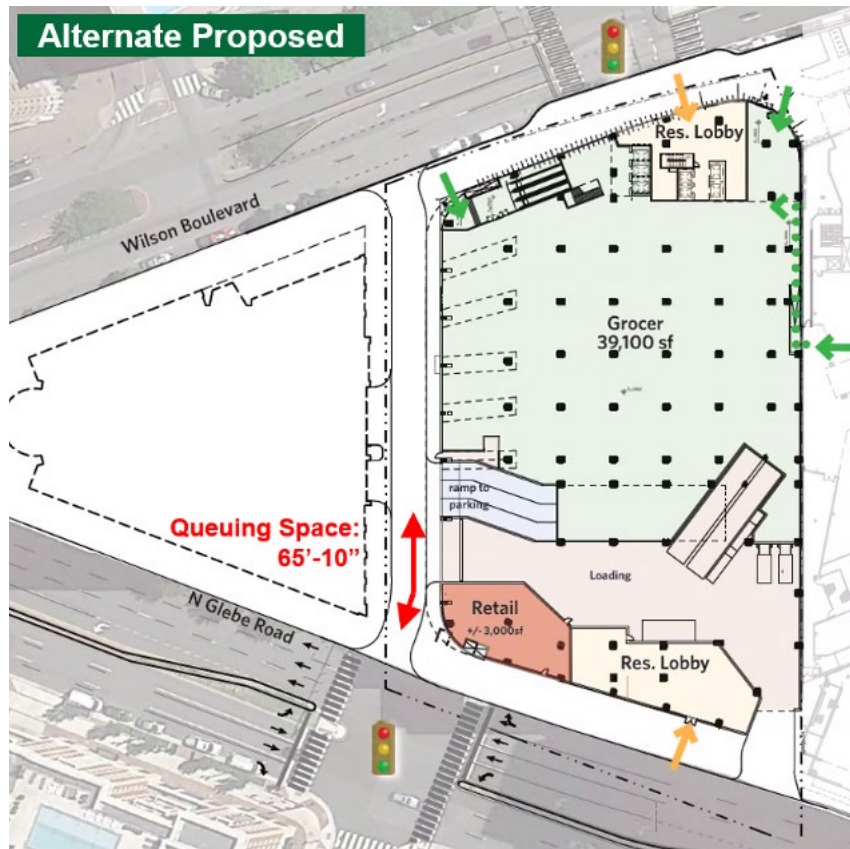 Alternate Proposed
Res. Lobby
Wilson Boulevard
Grocer
39,100 sf
ramp to
parking
Queuing Space:
65’-10”
Loading
N Glebe Road
Retail
+/- 3,000sf
Res. Lobby